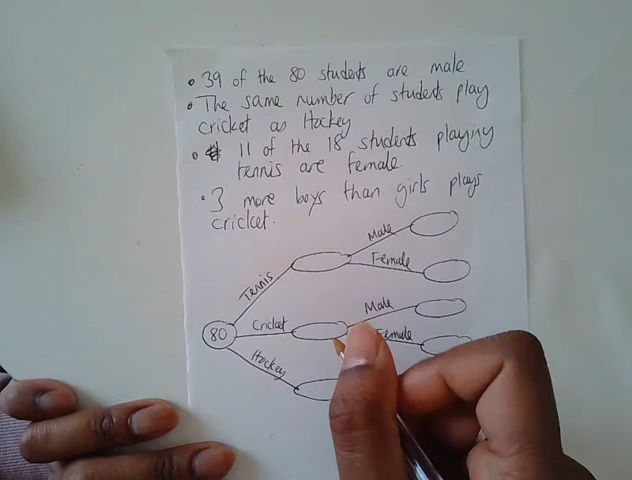 • 39 of the 80 students are male
• The same number of students play
cricket as Hockey
• 11 of the 18 students playing
tennis are female.
• 3 more boys than girls plays
cricket.
Male
Female
Tennis
80
Cricket
Male
Female
Hockey